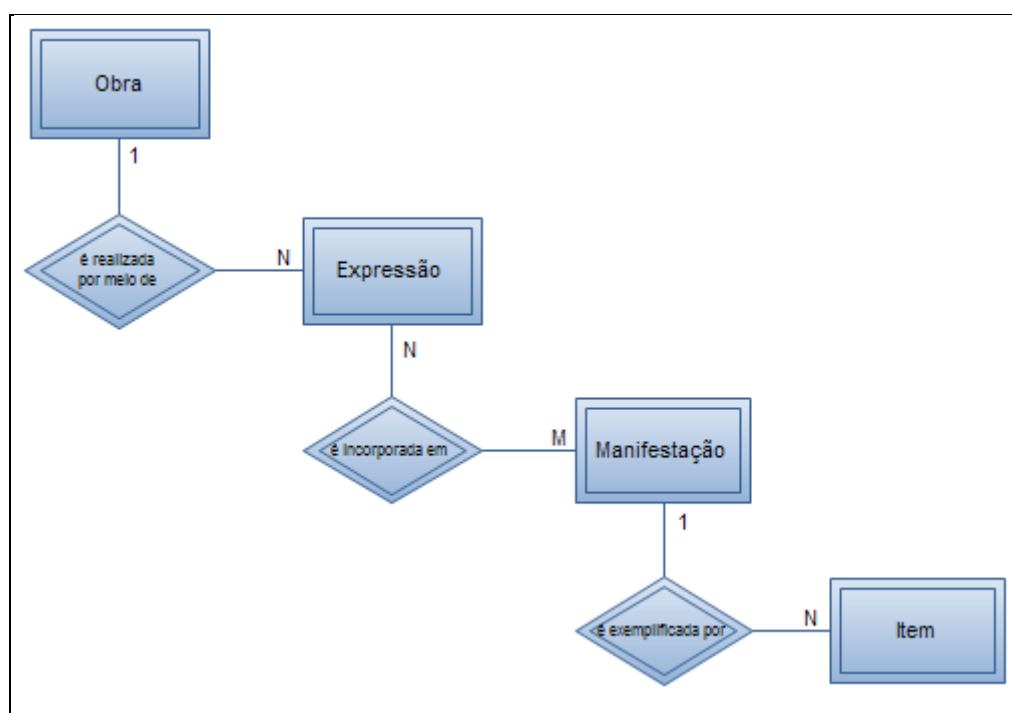 Obra
1
é realizada
por meio de
N
Expressão
N
é incorporada em
M
Manifestação
1
é exemplificada por
N
Item